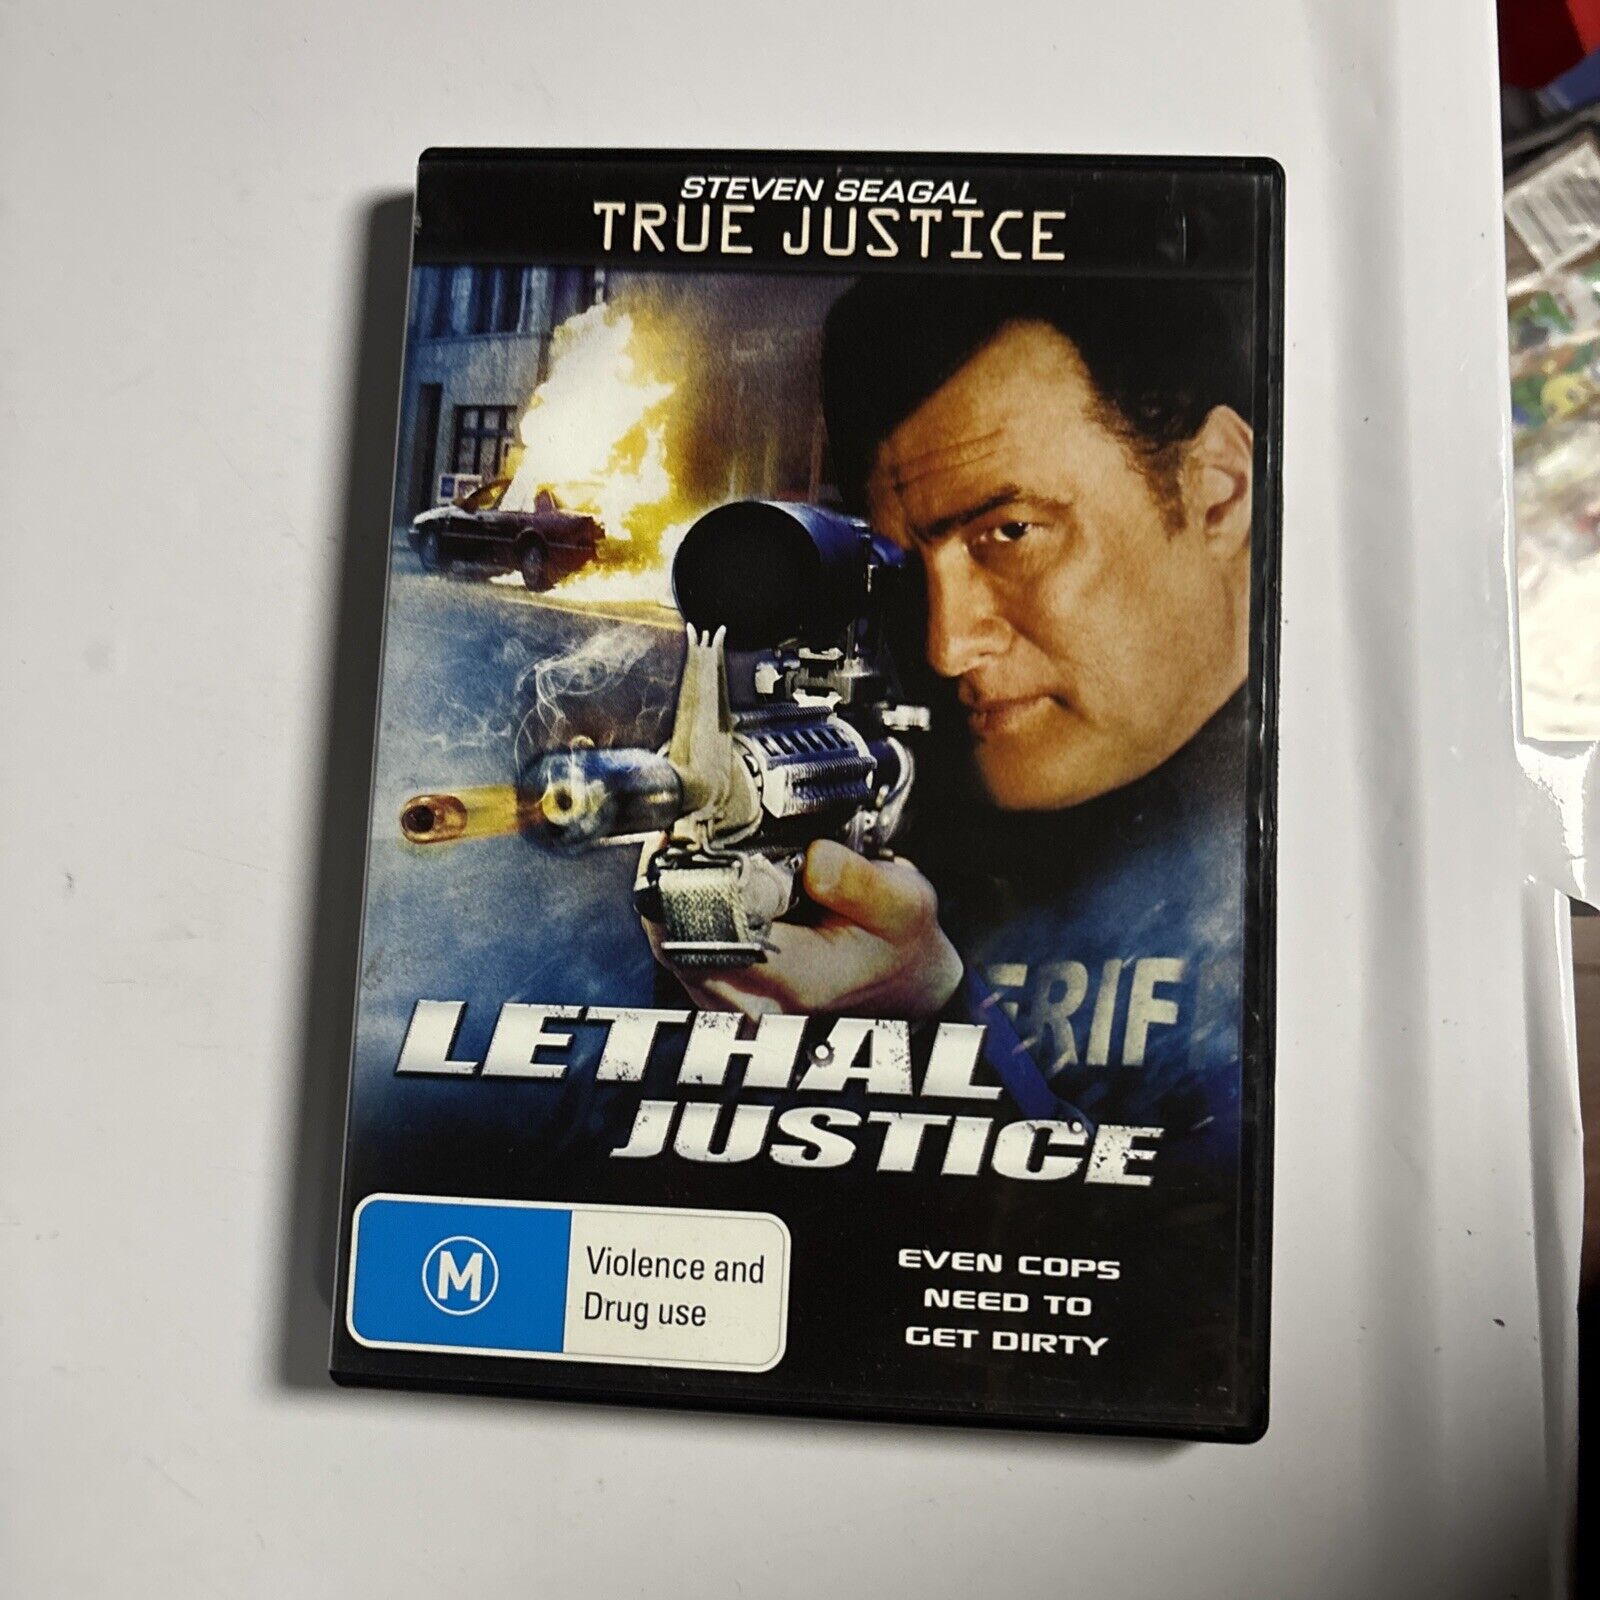 STEVEN SEAGAL
TRUE JUSTICE
ERIF
LETHAL
JUSTICE
M
Violence and
Drug use
EVEN COPS
NEED TO
GET DIRTY